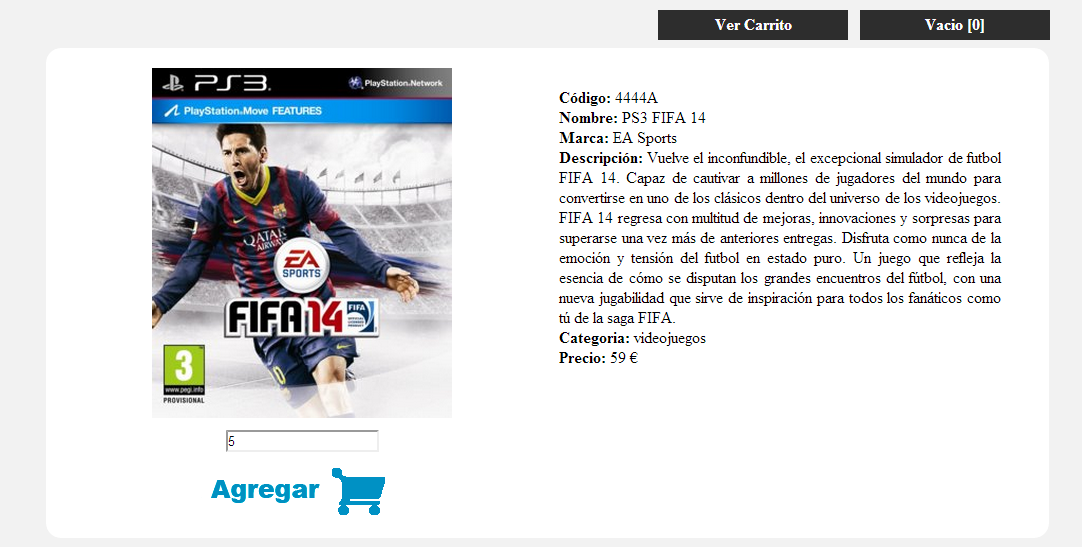 Ver Carrito
Vacio [0]
PS3
PlayStation®Network
PlayStation®Move FEATURES
QATAR
AIRWAYS
EA
SPORTS
FIFA 14
FIFA
3
www.pegi.info
PROVISIONAL
5
Agregar
Código: 4444A
Nombre: PS3 FIFA 14
Marca: EA Sports
Descripción: Vuelve el inconfundible, el excepcional simulador de futbol
FIFA 14. Capaz de cautivar a millones de jugadores del mundo para
convertirse en uno de los clásicos dentro del universo de los videojuegos.
FIFA 14 regresa con multitud de mejoras, innovaciones y sorpresas para
superarse una vez más de anteriores entregas. Disfruta como nunca de la
emoción y tensión del futbol en estado puro. Un juego que refleja la
esencia de cómo se disputan los grandes encuentros del fútbol, con una
nueva jugabilidad que sirve de inspiración para todos los fanáticos como
tú de la saga FIFA.
Categoria: videojuegos
Precio: 59 €